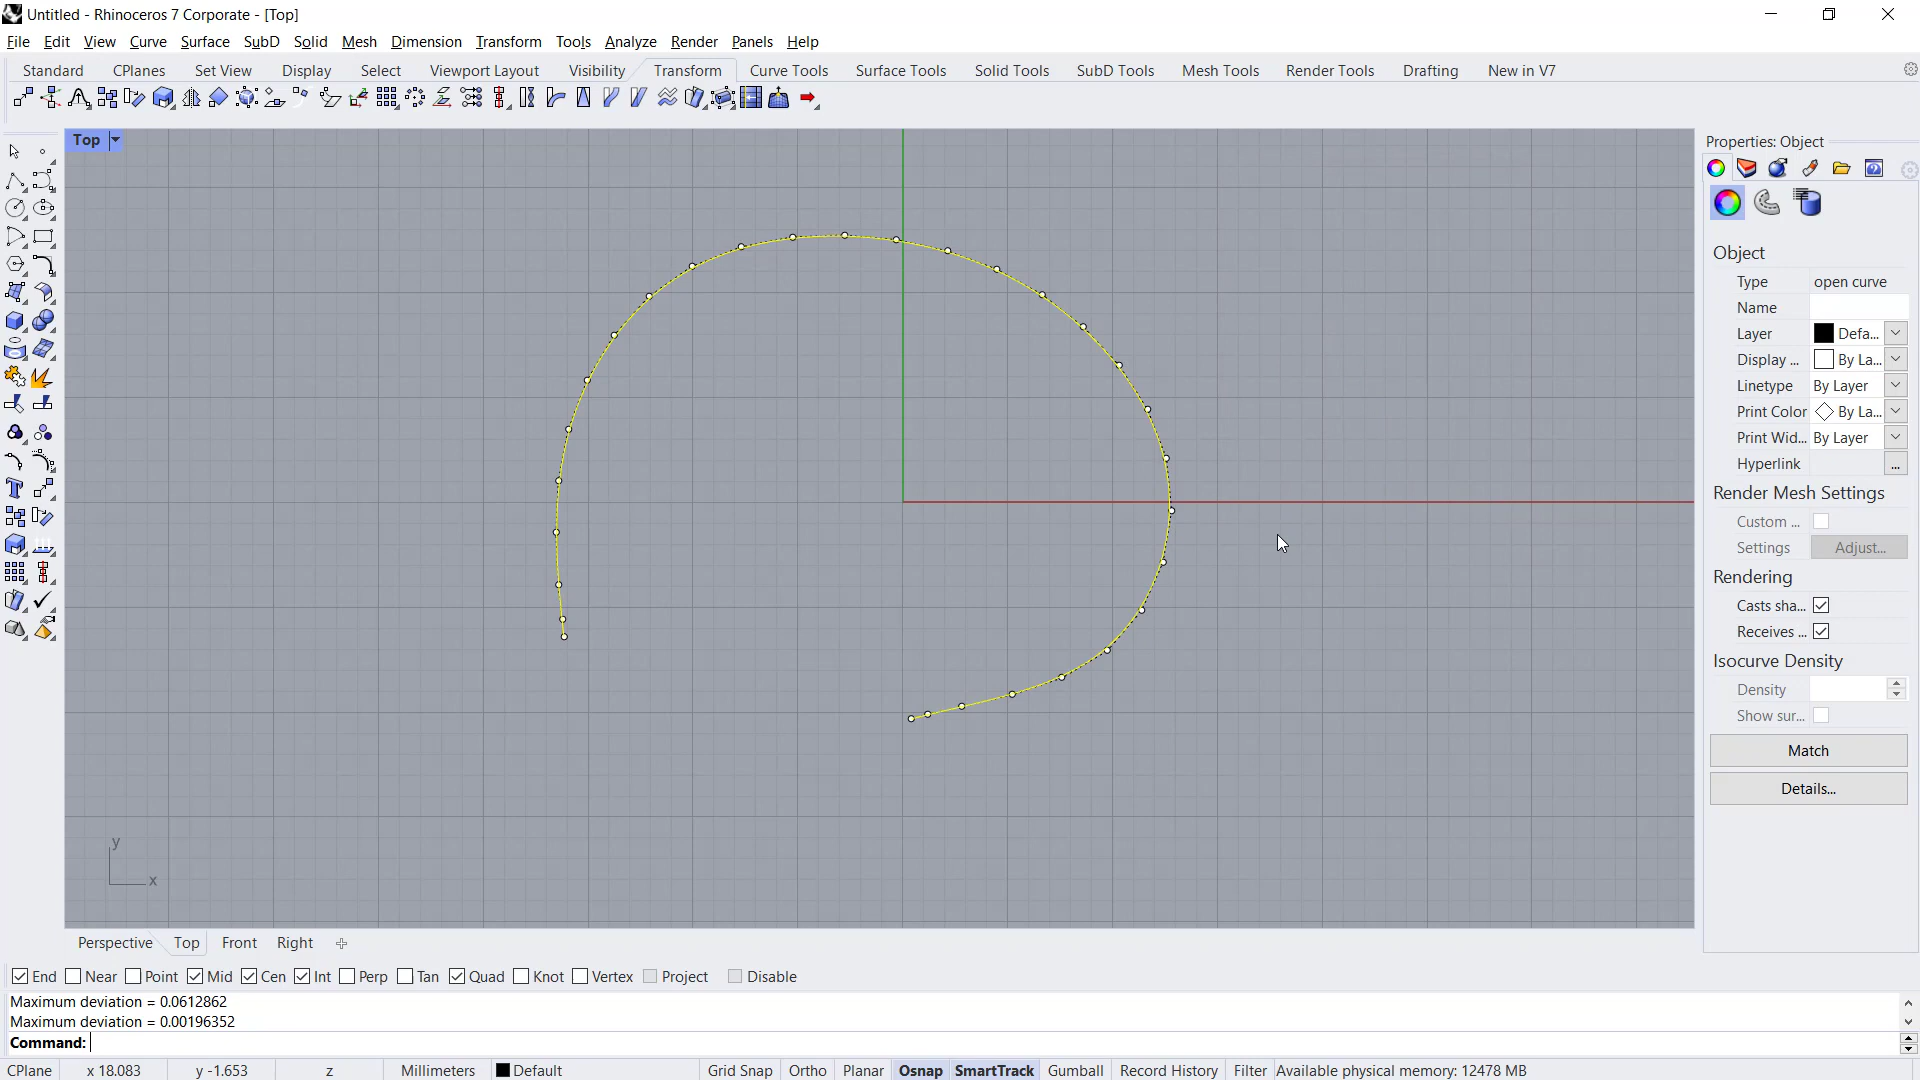 Untitled - Rhinoceros 7 Corporate - [Top]
File Edit View Curve Surface SubD Solid Mesh Dimension Transform Tools Analyze Render Panels Help
Standard CPlanes Set View Display Select Viewport Layout Visibility Transform Curve Tools Surface Tools Solid Tools SubD Tools Mesh Tools Render Tools Drafting New in V7
Top
Properties: Object
Object
Type open curve
Name
Layer Defa...
Display ... By La...
Linetype By Layer
Print Color By La...
Print Wid... By Layer
Hyperlink ...
Render Mesh Settings
Custom ...
Settings Adjust...
Rendering
Casts sha...
Receives ...
Isocurve Density
Density
Show sur...
Match
Details...
y
x
Perspective Top Front Right
End Near Point Mid Cen Int Perp Tan Quad Knot Vertex Project Disable
Maximum deviation = 0.0612862
Maximum deviation = 0.00196352
Command:
CPlane x 18.083 y -1.653 z Millimeters Default Grid Snap Ortho Planar Osnap SmartTrack Gumball Record History Filter Available physical memory: 12478 MB